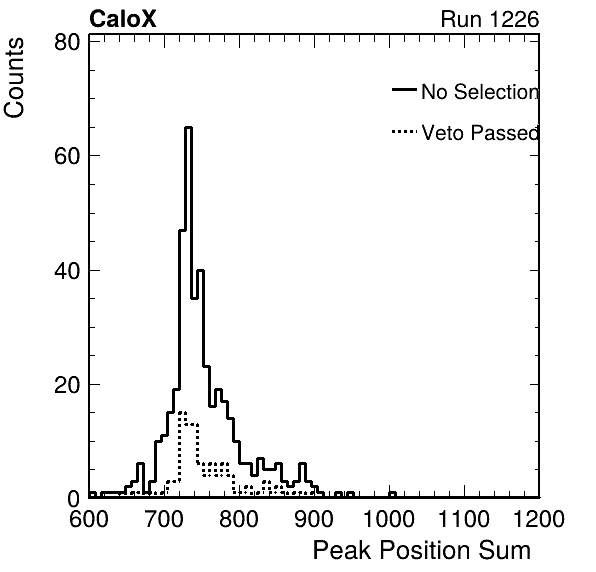 CaloX Run 1226
Counts
80
No Selection
Veto Passed
60
40
20
0
600 700 800 900 1000 1100 1200
Peak Position Sum